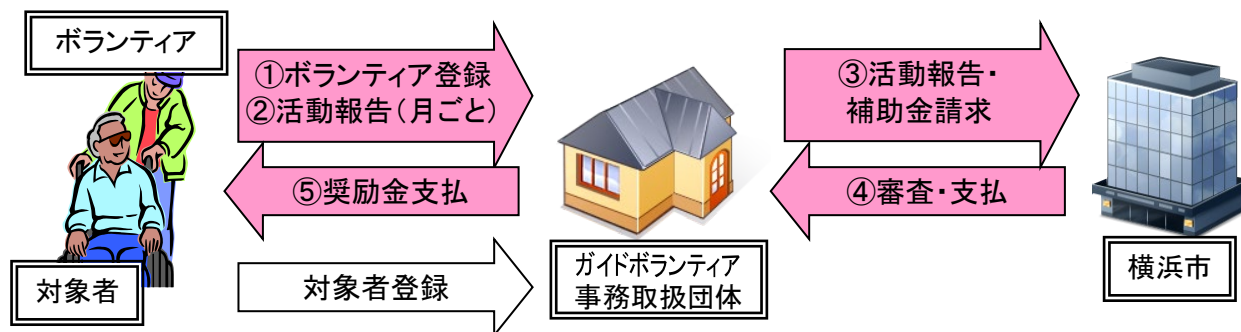 ボランティア
①ボランティア登録
②活動報告（月ごと）
③活動報告・
補助金請求
⑤奨励金支払
④審査・支払
対象者
対象者登録
ガイドボランティア
事務取扱団体
横浜市